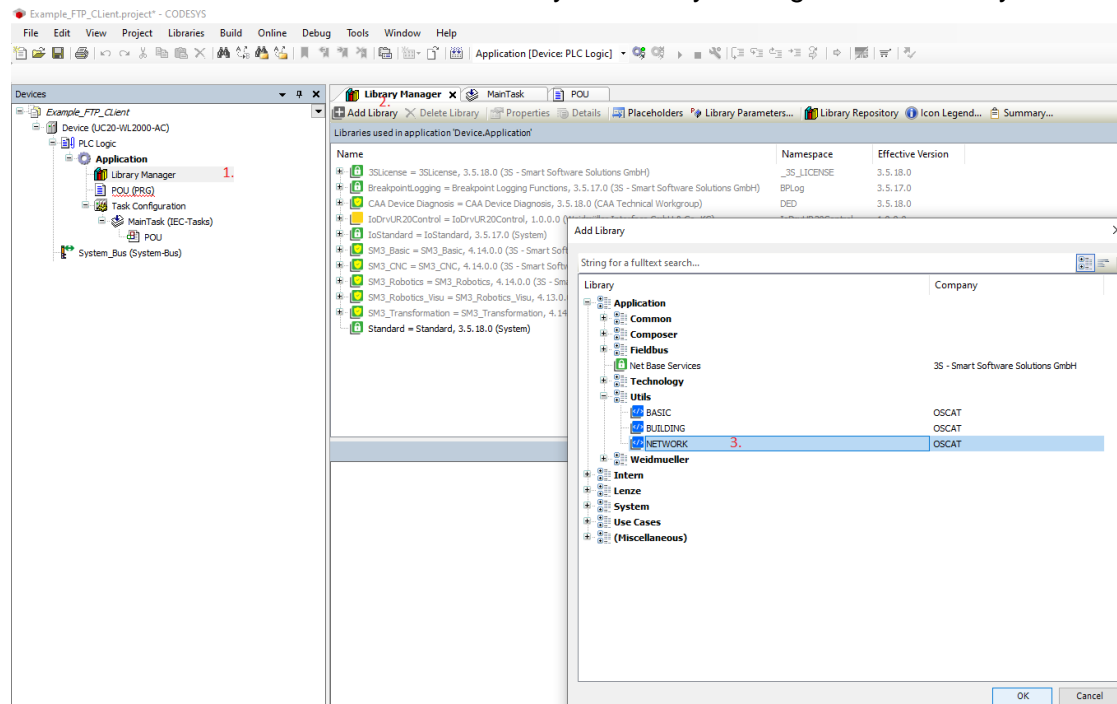 Example_FTP_CLient.project* - CODESYS
File Edit View Project Libraries Build Online Debug Tools Window Help
Application [Device: PLC Logic]
Devices
Library Manager
MainTask
POU
2.
Add Library Delete Library Properties Details Placeholders Library Parameters... Library Repository Icon Legend... Summary...
Example_FTP_CLient
Device (UC20-WL2000-AC)
PLC Logic
Application
Library Manager 1.
POU (PRG)
Task Configuration
MainTask (IEC-Tasks)
POU
System_Bus (System-Bus)
Libraries used in application 'Device.Application'
Name Namespace Effective Version
3SLicense = 3SLicense, 3.5.18.0 (3S - Smart Software Solutions GmbH) _3S_LICENSE 3.5.18.0
BreakpointLogging = Breakpoint Logging Functions, 3.5.17.0 (3S - Smart Software Solutions GmbH) BPLog 3.5.17.0
CAA Device Diagnosis = CAA Device Diagnosis, 3.5.18.0 (CAA Technical Workgroup) DED 3.5.18.0
IoDrvUR20Control = IoDrvUR20Control, 1.0.0.0
IoStandard = IoStandard, 3.5.17.0 (System)
SM3_Basic = SM3_Basic, 4.14.0.0 (3S - Smart Soft
SM3_CNC = SM3_CNC, 4.14.0.0 (3S - Smart Softw
SM3_Robotics = SM3_Robotics, 4.14.0.0 (3S - Sm
SM3_Robotics_Visu = SM3_Robotics_Visu, 4.13.0.
SM3_Transformation = SM3_Transformation, 4.14
Standard = Standard, 3.5.18.0 (System)
Add Library
String for a fulltext search...
Library Company
Application
Common
Composer
Fieldbus
Net Base Services 3S - Smart Software Solutions GmbH
Technology
Utils
BASIC OSCAT
BUILDING OSCAT
NETWORK 3. OSCAT
Weidmueller
Intern
Lenze
System
Use Cases
(Miscellaneous)
OK Cancel